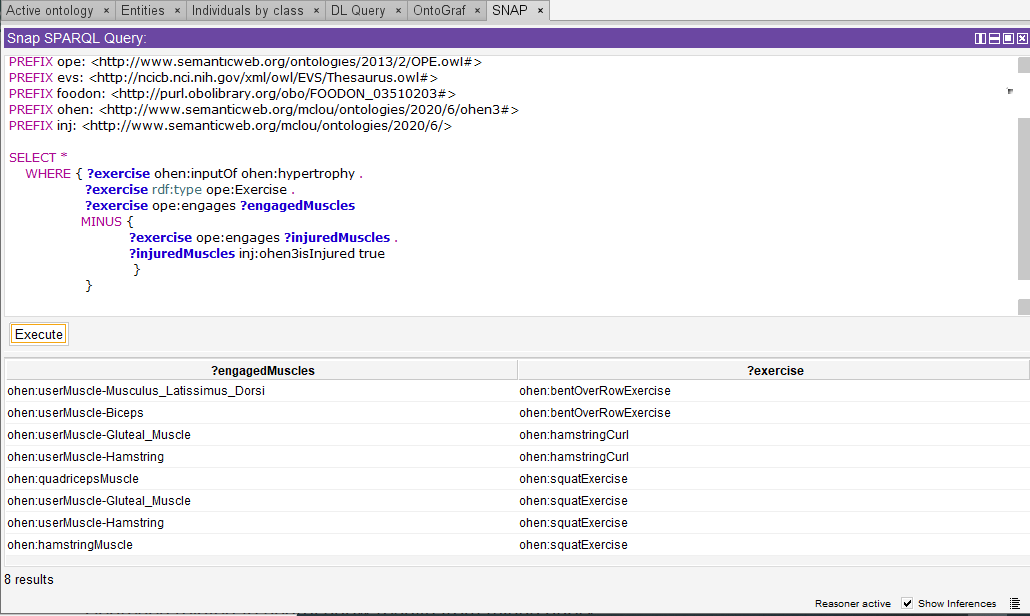 Active ontology × Entities × Individuals by class × DL Query × OntoGraf × SNAP ×
Snap SPARQL Query:
PREFIX ope: <http://www.semanticweb.org/ontologies/2013/2/OPE.owl#>
PREFIX evs: <http://ncicb.nci.nih.gov/xml/owl/EVS/Thesaurus.owl#>
PREFIX foodon: <http://purl.obolibrary.org/obo/FOODON_03510203#>
PREFIX ohen: <http://www.semanticweb.org/mclou/ontologies/2020/6/ohen3#>
PREFIX inj: <http://www.semanticweb.org/mclou/ontologies/2020/6/>
SELECT *
WHERE { ?exercise ohen:inputOf ohen:hypertrophy .
?exercise rdf:type ope:Exercise .
?exercise ope:engages ?engagedMuscles
MINUS {
?exercise ope:engages ?injuredMuscles .
?injuredMuscles inj:ohen3isInjured true
}
}
Execute
?engagedMuscles ?exercise
ohen:userMuscle-Musculus_Latissimus_Dorsi ohen:bentOverRowExercise
ohen:userMuscle-Biceps ohen:bentOverRowExercise
ohen:userMuscle-Gluteal_Muscle ohen:hamstringCurl
ohen:userMuscle-Hamstring ohen:hamstringCurl
ohen:quadricepsMuscle ohen:squatExercise
ohen:userMuscle-Gluteal_Muscle ohen:squatExercise
ohen:userMuscle-Hamstring ohen:squatExercise
ohen:hamstringMuscle ohen:squatExercise
8 results
Reasoner active Show Inferences